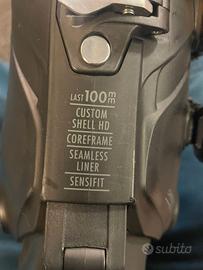 LAST 100mm
CUSTOM
SHELL HD
COREFRAME
SEAMLESS
LINER
SENSIFIT
subito